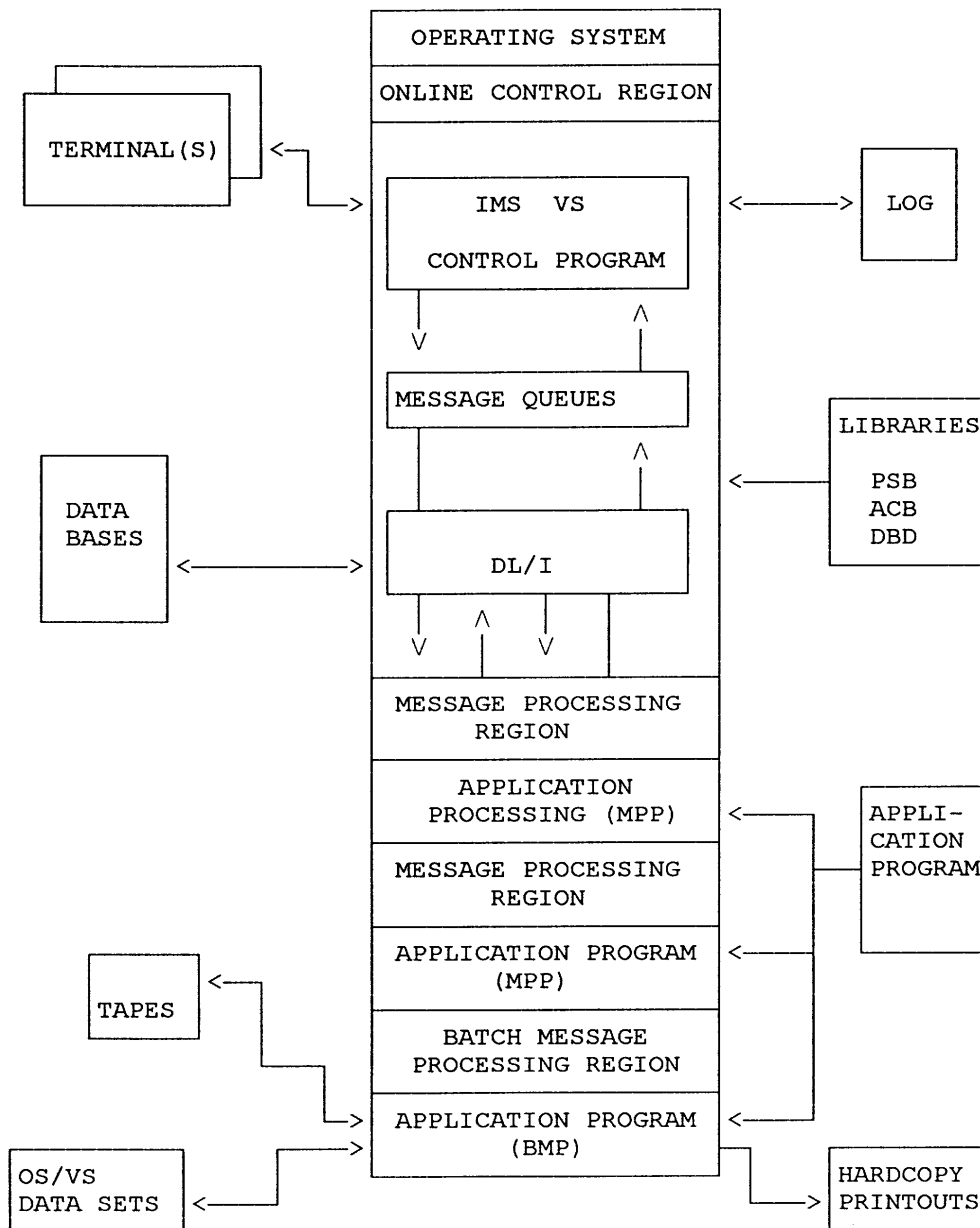 OPERATING SYSTEM
ONLINE CONTROL REGION
TERMINAL(S)
IMS VS
CONTROL PROGRAM
LOG
MESSAGE QUEUES
LIBRARIES
PSB
ACB
DBD
DATA
BASES
DL/I
MESSAGE PROCESSING
REGION
APPLICATION
PROCESSING (MPP)
APPLI-
CATION
PROGRAM
MESSAGE PROCESSING
REGION
APPLICATION PROGRAM
(MPP)
TAPES
BATCH MESSAGE
PROCESSING REGION
APPLICATION PROGRAM
(BMP)
OS/VS
DATA SETS
HARDCOPY
PRINTOUTS